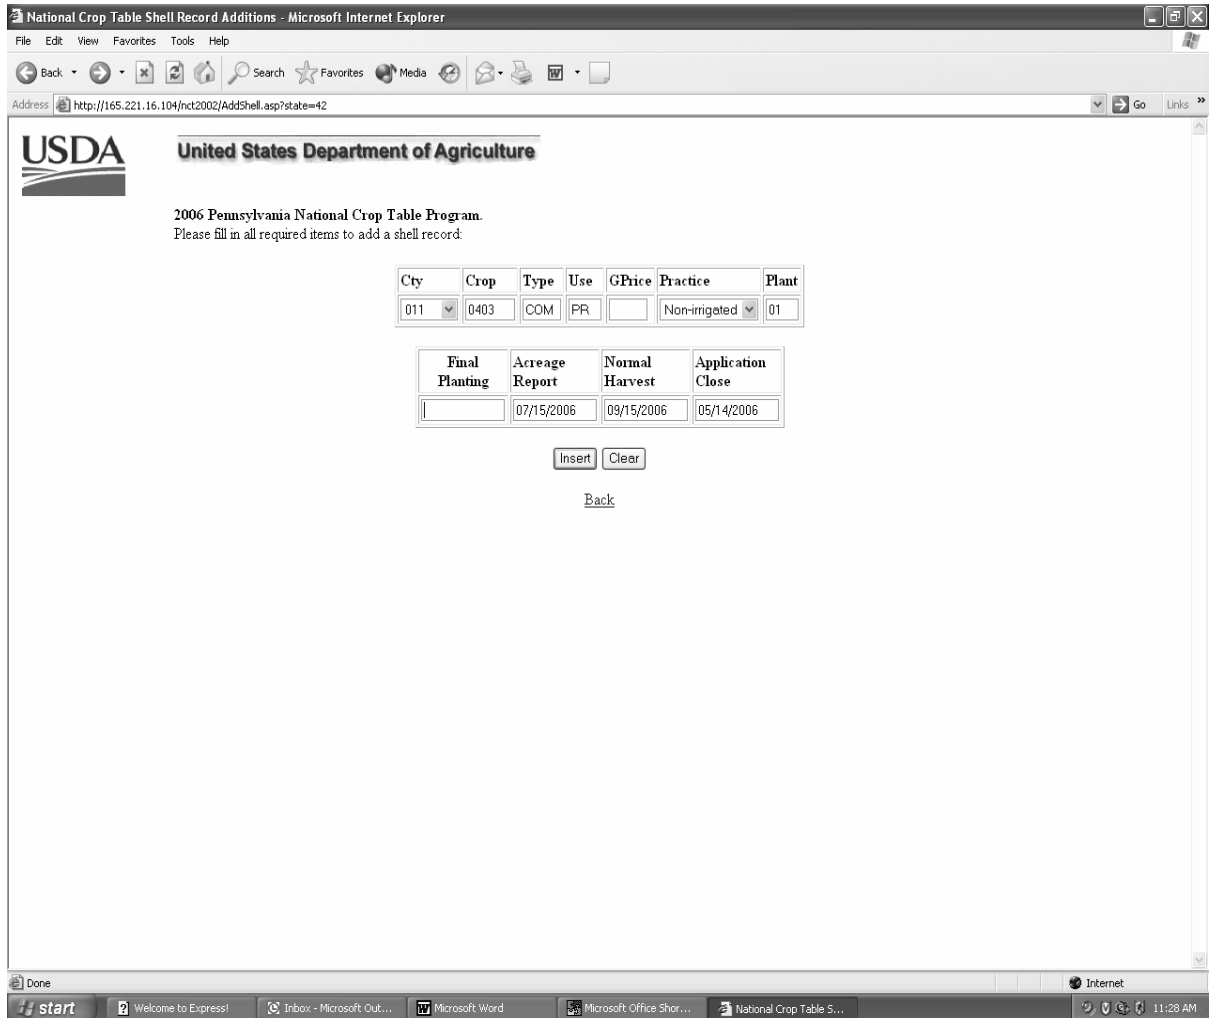 National Crop Table Shell Record Additions - Microsoft Internet Explorer
File Edit View Favorites Tools Help
Back Search Favorites Media
Address http://165.221.16.104/nct2002/AddShell.asp?state=42 Go Links »
USDA United States Department of Agriculture
2006 Pennsylvania National Crop Table Program.
Please fill in all required items to add a shell record:
Cty Crop Type Use GPrice Practice Plant
011 0403 COM PR Non-irrigated 01
Final Planting Acreage Report Normal Harvest Application Close
07/15/2006 09/15/2006 05/14/2006
Insert Clear
Back
Done Internet
start Welcome to Express! Inbox - Microsoft Out... Microsoft Word Microsoft Office Shor... National Crop Table S... 11:28 AM